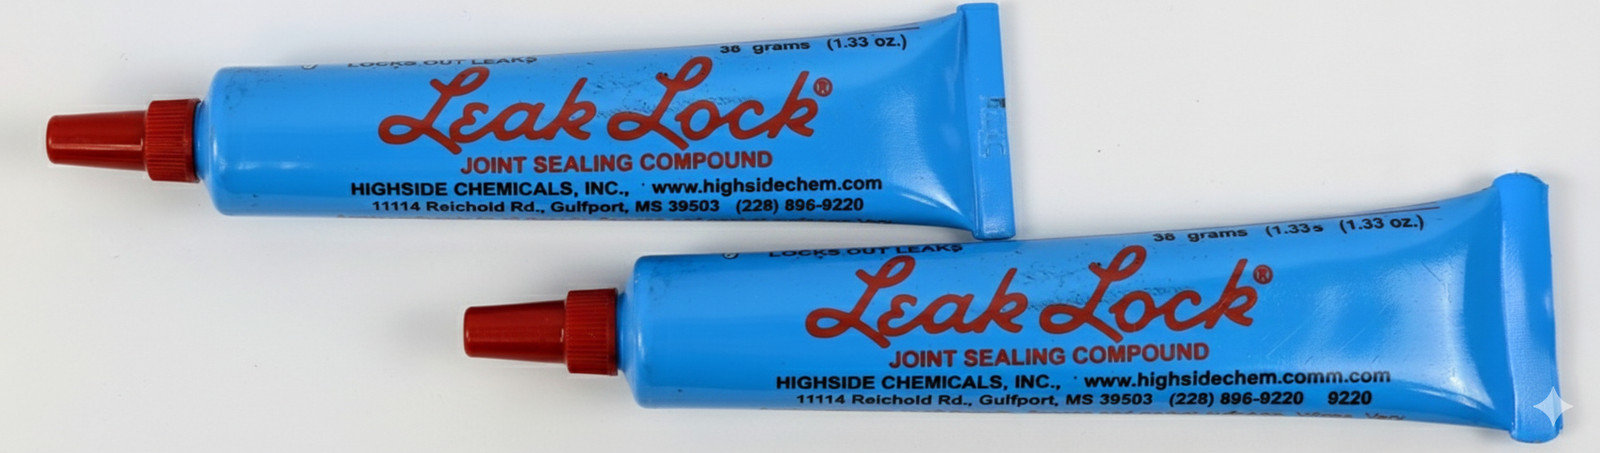 38 grams (1.33 oz.)
LOCKS OUT LEAKS
Leak Lock®
JOINT SEALING COMPOUND
HIGHSIDE CHEMICALS, INC., www.highsidechem.com
11114 Reichold Rd., Gulfport, MS 39503 (228) 896-9220
38 grams (1.33s (1.33 oz.)
LOCKS OUT LEAKS
Leak Lock®
JOINT SEALING COMPOUND
HIGHSIDE CHEMICALS, INC., www.highsidechem.comm.com
11114 Reichold Rd., Gulfport, MS 39503 (228) 896-9220 9220